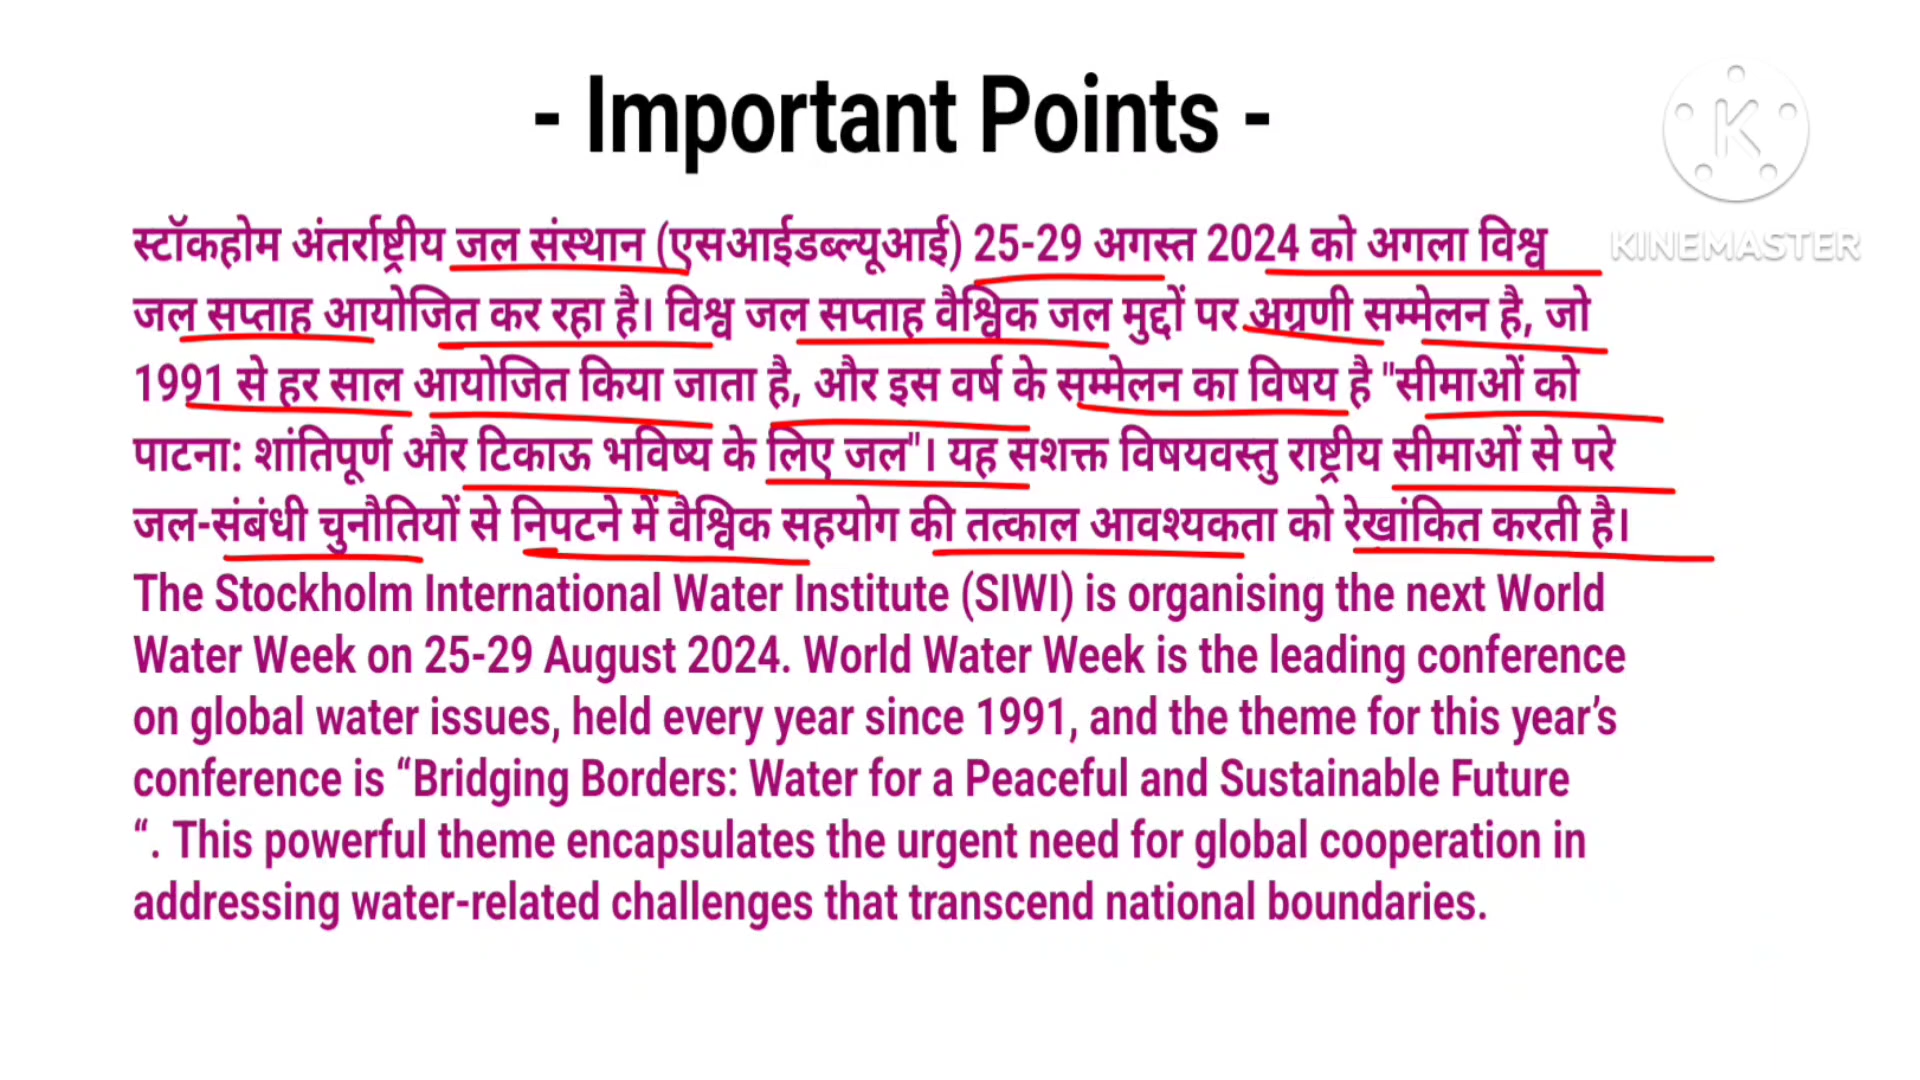 - Important Points -
KINEMASTER
स्टॉकहोम अंतर्राष्ट्रीय जल संस्थान (एसआईडब्ल्यूआई) 25-29 अगस्त 2024 को अगला विश्व
जल सप्ताह आयोजित कर रहा है। विश्व जल सप्ताह वैश्विक जल मुद्दों पर अग्रणी सम्मेलन है, जो
1991 से हर साल आयोजित किया जाता है, और इस वर्ष के सम्मेलन का विषय है "सीमाओं को
पाटना: शांतिपूर्ण और टिकाऊ भविष्य के लिए जल"। यह सशक्त विषयवस्तु राष्ट्रीय सीमाओं से परे
जल-संबंधी चुनौतियों से निपटने में वैश्विक सहयोग की तत्काल आवश्यकता को रेखांकित करती है।
The Stockholm International Water Institute (SIWI) is organising the next World
Water Week on 25-29 August 2024. World Water Week is the leading conference
on global water issues, held every year since 1991, and the theme for this year’s
conference is “Bridging Borders: Water for a Peaceful and Sustainable Future
“. This powerful theme encapsulates the urgent need for global cooperation in
addressing water-related challenges that transcend national boundaries.